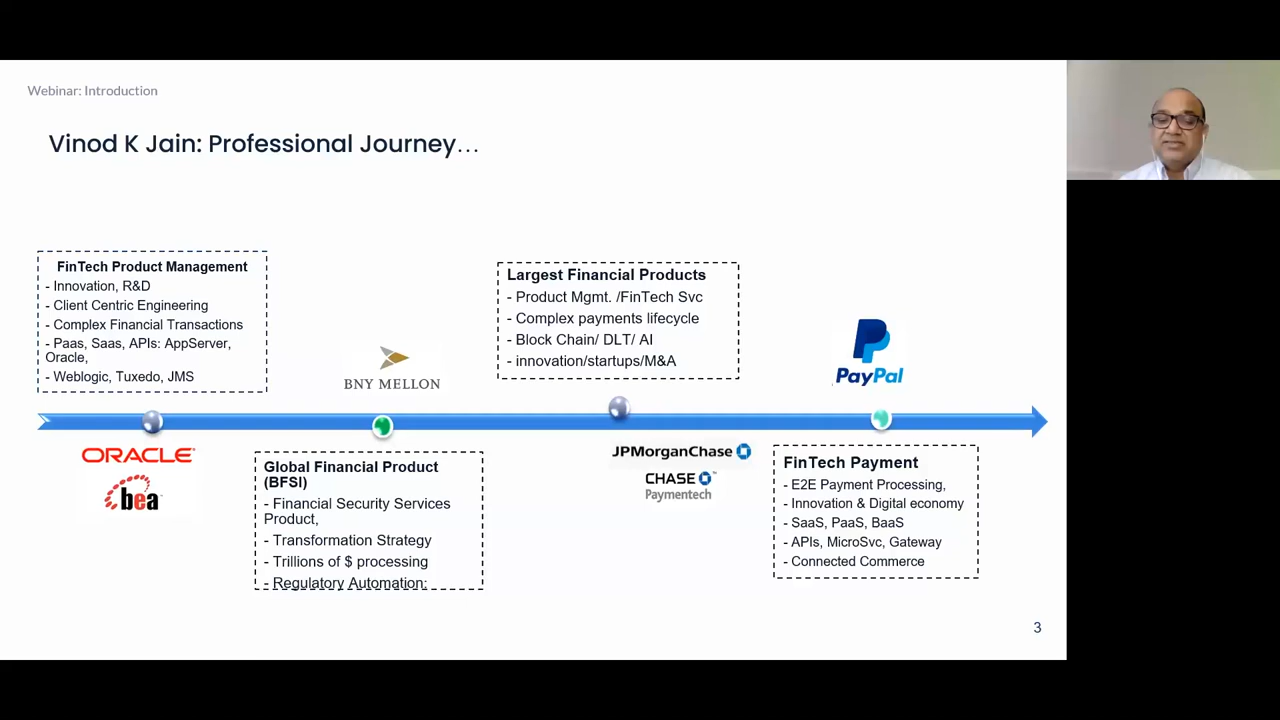 Webinar: Introduction
Vinod K Jain: Professional Journey...
FinTech Product Management
- Innovation, R&D
- Client Centric Engineering
- Complex Financial Transactions
- Paas, Saas, APIs: AppServer,
Oracle,
- Weblogic, Tuxedo, JMS
ORACLE
bea
BNY MELLON
Global Financial Product
(BFSI)
- Financial Security Services
Product,
- Transformation Strategy
- Trillions of $ processing
- Regulatory Automation:
Largest Financial Products
- Product Mgmt. /FinTech Svc
- Complex payments lifecycle
- Block Chain/ DLT/ AI
- innovation/startups/M&A
JPMorganChase
CHASE
Paymentech
PayPal
FinTech Payment
- E2E Payment Processing,
- Innovation & Digital economy
- SaaS, PaaS, BaaS
- APIs, MicroSvc, Gateway
- Connected Commerce
3